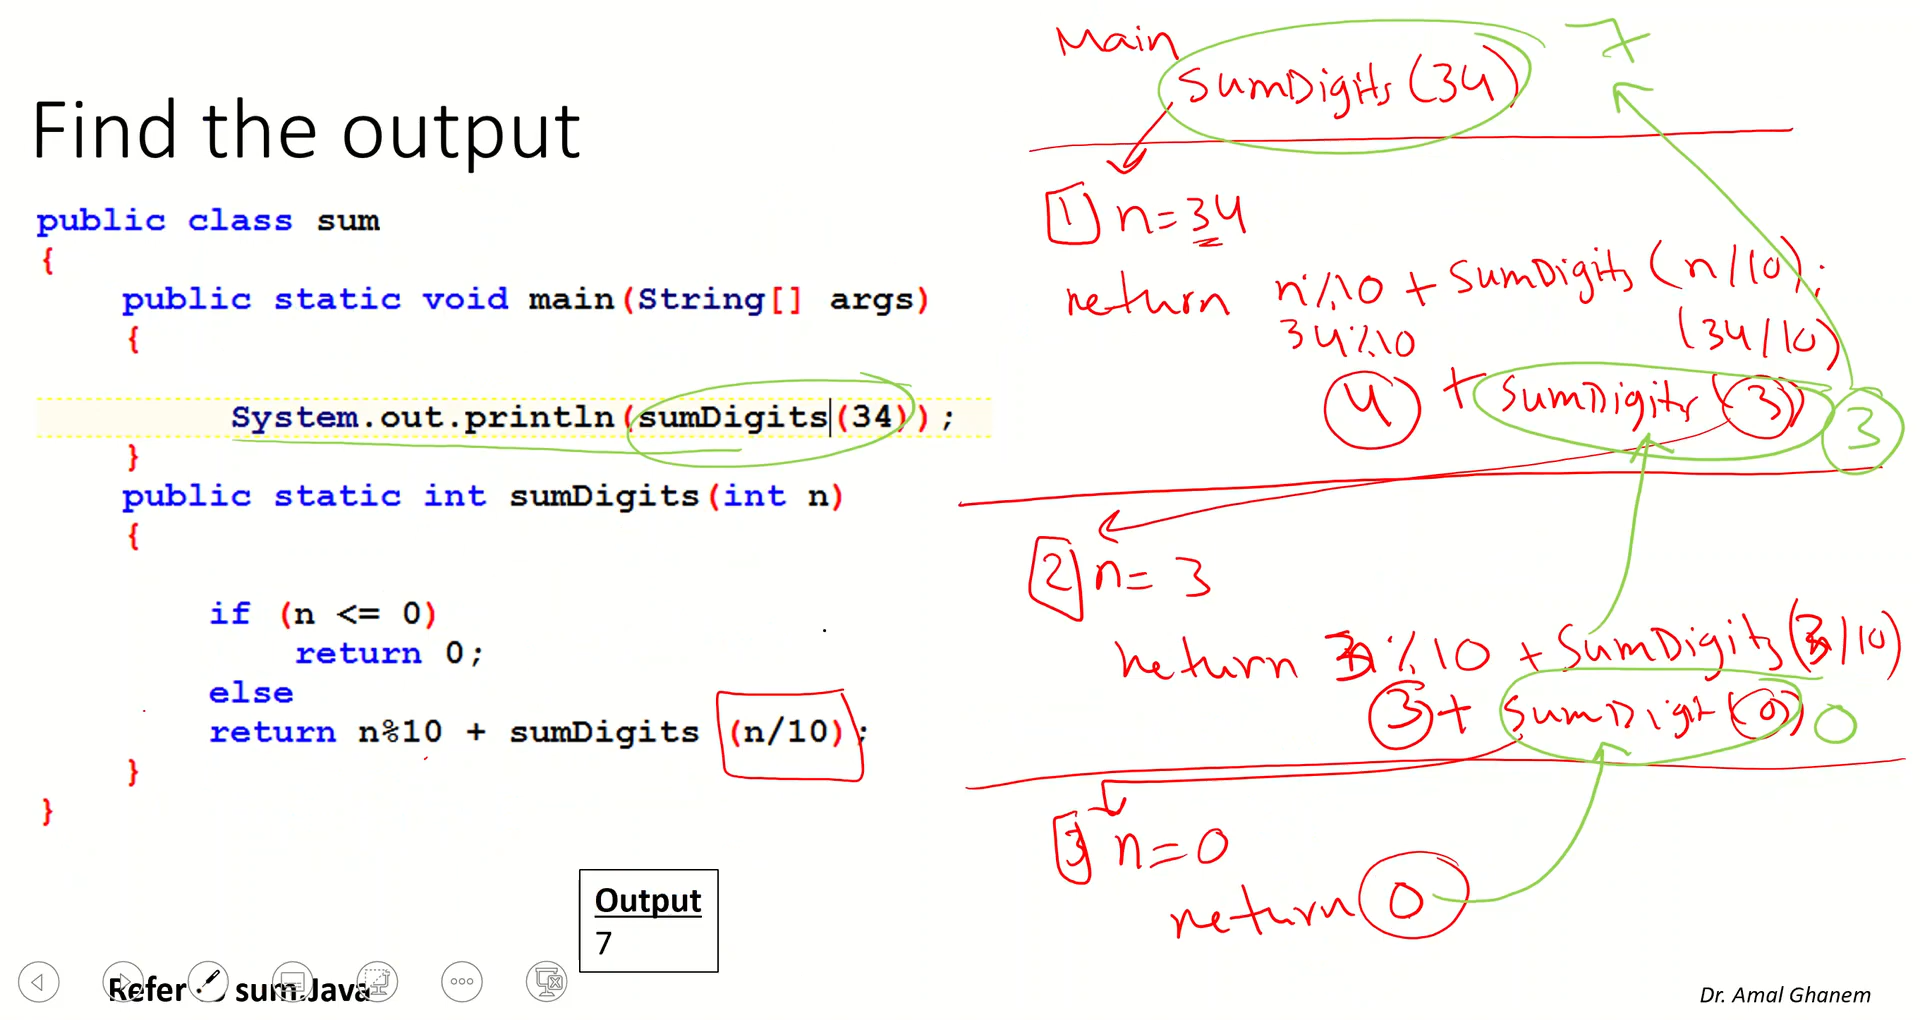 Find the output
public class sum
{
public static void main(String[] args)
{
System.out.println(sumDigits(34));
}
public static int sumDigits(int n)
{
if (n <= 0)
return 0;
else
return n%10 + sumDigits (n/10);
}
}
Output
7
Refer sum.Java
Main
SumDigits (34)
7
1 n=34
return n%10 + SumDigits (n/10);
34%10 (34/10)
4 + SumDigits (3) 3
2 n= 3
return 3%10 + SumDigits (3/10)
3 + SumDigit (0) 0
3 n=0
return 0
Dr. Amal Ghanem